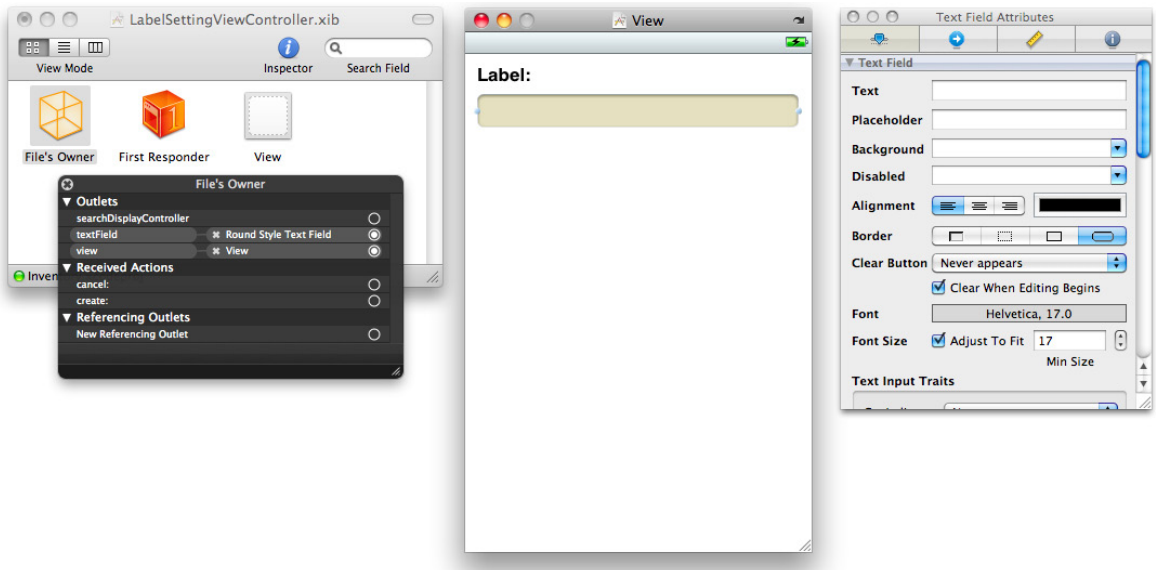 LabelSettingViewController.xib
View Mode
Inspector
Search Field
File's Owner
First Responder
View
File's Owner
Outlets
searchDisplayController
textField
Round Style Text Field
view
View
Received Actions
cancel:
create:
Referencing Outlets
New Referencing Outlet
Inven
View
Label:
Text Field Attributes
Text Field
Text
Placeholder
Background
Disabled
Alignment
Border
Clear Button Never appears
Clear When Editing Begins
Font Helvetica, 17.0
Font Size Adjust To Fit 17
Min Size
Text Input Traits